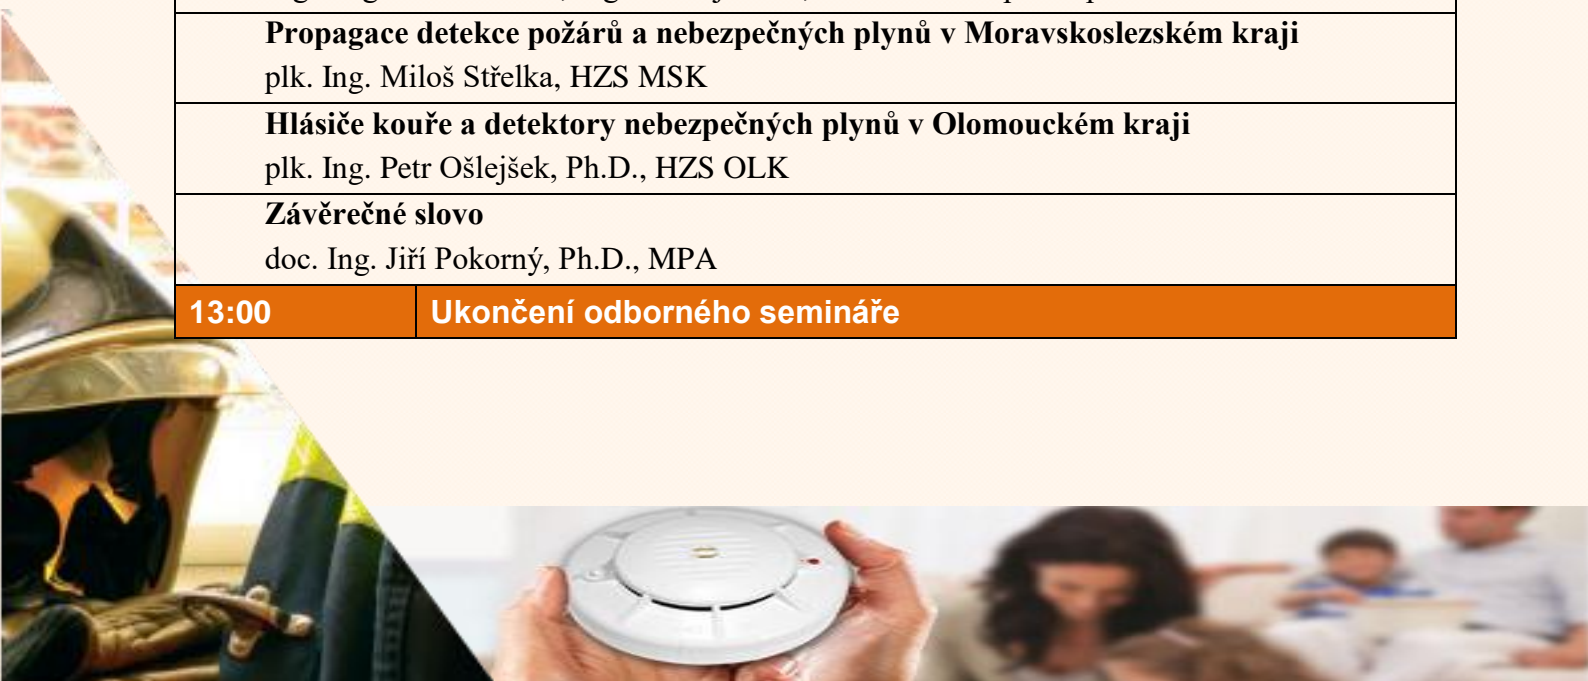 Propagace detekce požárů a nebezpečných plynů v Moravskoslezském kraji
plk. Ing. Miloš Střelka, HZS MSK
Hlásiče kouře a detektory nebezpečných plynů v Olomouckém kraji
plk. Ing. Petr Ošlejšek, Ph.D., HZS OLK
Závěrečné slovo
doc. Ing. Jiří Pokorný, Ph.D., MPA
13:00 Ukončení odborného semináře